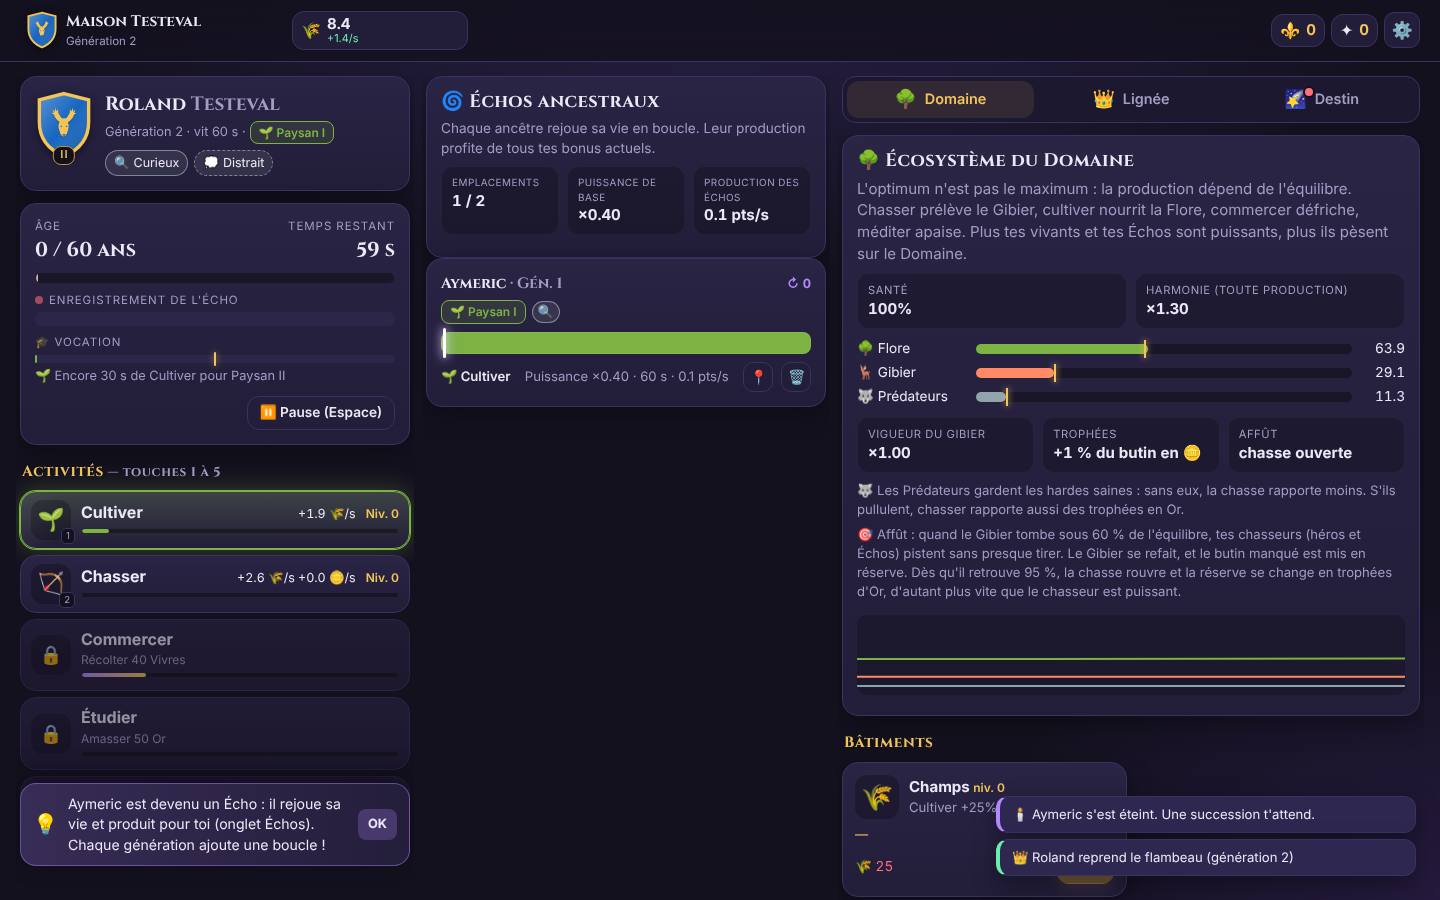 Maison Testeval
Génération 2
8.4
+1.4/s
0
0
Roland Testeval
Génération 2 · vit 60 s · Paysan I
II
Curieux
Distrait
ÂGE
TEMPS RESTANT
0 / 60 ans
59 s
ENREGISTREMENT DE L'ÉCHO
VOCATION
Encore 30 s de Cultiver pour Paysan II
Pause (Espace)
Activités — touches 1 à 5
Cultiver
+1.9 /s Niv. 0
1
Chasser
+2.6 /s +0.0 /s Niv. 0
2
Commercer
Récolter 40 Vivres
Étudier
Amasser 50 Or
Aymeric est devenu un Écho : il rejoue sa
vie et produit pour toi (onglet Échos).
Chaque génération ajoute une boucle !
OK
Échos ancestraux
Chaque ancêtre rejoue sa vie en boucle. Leur production
profite de tous tes bonus actuels.
EMPLACEMENTS
1 / 2
PUISSANCE DE
BASE
×0.40
PRODUCTION DES
ÉCHOS
0.1 pts/s
Aymeric · Gén. 1
↻ 0
Paysan I
Cultiver
Puissance ×0.40 · 60 s · 0.1 pts/s
Domaine
Lignée
Destin
Écosystème du Domaine
L'optimum n'est pas le maximum : la production dépend de l'équilibre.
Chasser prélève le Gibier, cultiver nourrit la Flore, commercer défriche,
méditer apaise. Plus tes vivants et tes Échos sont puissants, plus ils pèsent
sur le Domaine.
SANTÉ
100%
HARMONIE (TOUTE PRODUCTION)
×1.30
Flore
63.9
Gibier
29.1
Prédateurs
11.3
VIGUEUR DU GIBIER
×1.00
TROPHÉES
+1 % du butin en
AFFÛT
chasse ouverte
Les Prédateurs gardent les hardes saines : sans eux, la chasse rapporte moins. S'ils
pullulent, chasser rapporte aussi des trophées en Or.
Affût : quand le Gibier tombe sous 60 % de l'équilibre, tes chasseurs (héros et
Échos) pistent sans presque tirer. Le Gibier se refait, et le butin manqué est mis en
réserve. Dès qu'il retrouve 95 %, la chasse rouvre et la réserve se change en trophées
d'Or, d'autant plus vite que le chasseur est puissant.
Bâtiments
Champs niv. 0
Cultiver +25%
—
25
Aymeric s'est éteint. Une succession t'attend.
Roland reprend le flambeau (génération 2)